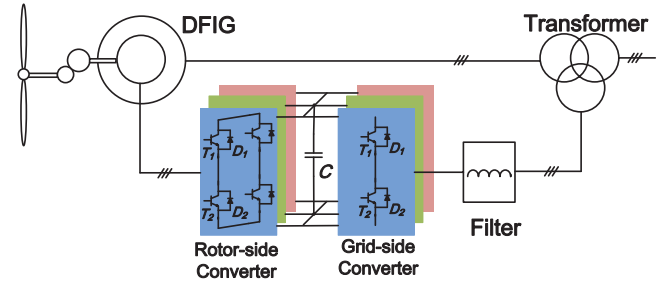 DFIG
Transformer
T1
D1
T2
D2
C
T1
D1
T2
D2
Rotor-side
Converter
Grid-side
Converter
Filter